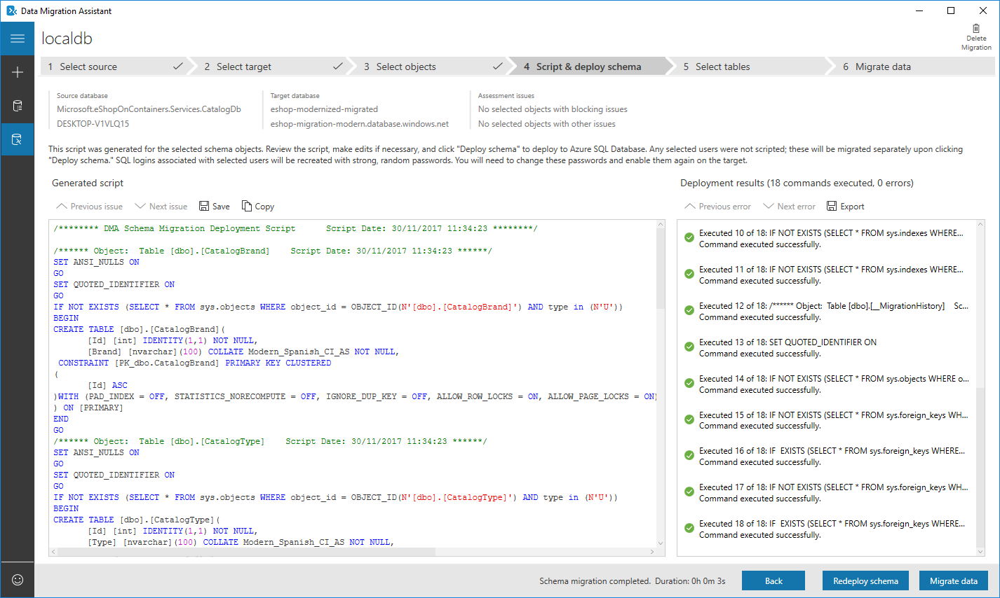 Data Migration Assistant
localdb
Delete
Migration
1 Select source
2 Select target
3 Select objects
4 Script & deploy schema
5 Select tables
6 Migrate data
Source database
Microsoft.eShopOnContainers.Services.CatalogDb
DESKTOP-V1VLQ15
Target database
eshop-modernized-migrated
eshop-migration-modern.database.windows.net
Assessment issues
No selected objects with blocking issues
No selected objects with other issues
This script was generated for the selected schema objects. Review the script, make edits if necessary, and click "Deploy schema" to deploy to Azure SQL Database. Any selected users were not scripted; these will be migrated separately upon clicking
"Deploy schema." SQL logins associated with selected users will be recreated with strong, random passwords. You will need to change these passwords and enable them again on the target.
Generated script
Previous issue Next issue Save Copy
/******** DMA Schema Migration Deployment Script      Script Date: 30/11/2017 11:34:23 ********/
/****** Object:  Table [dbo].[CatalogBrand]    Script Date: 30/11/2017 11:34:23 ******/
SET ANSI_NULLS ON
GO
SET QUOTED_IDENTIFIER ON
GO
IF NOT EXISTS (SELECT * FROM sys.objects WHERE object_id = OBJECT_ID(N'[dbo].[CatalogBrand]') AND type in (N'U'))
BEGIN
CREATE TABLE [dbo].[CatalogBrand](
[Id] [int] IDENTITY(1,1) NOT NULL,
[Brand] [nvarchar](100) COLLATE Modern_Spanish_CI_AS NOT NULL,
CONSTRAINT [PK_dbo.CatalogBrand] PRIMARY KEY CLUSTERED
(
[Id] ASC
)WITH (PAD_INDEX = OFF, STATISTICS_NORECOMPUTE = OFF, IGNORE_DUP_KEY = OFF, ALLOW_ROW_LOCKS = ON, ALLOW_PAGE_LOCKS = ON)
) ON [PRIMARY]
END
GO
/****** Object:  Table [dbo].[CatalogType]    Script Date: 30/11/2017 11:34:23 ******/
SET ANSI_NULLS ON
GO
SET QUOTED_IDENTIFIER ON
GO
IF NOT EXISTS (SELECT * FROM sys.objects WHERE object_id = OBJECT_ID(N'[dbo].[CatalogType]') AND type in (N'U'))
BEGIN
CREATE TABLE [dbo].[CatalogType](
[Id] [int] IDENTITY(1,1) NOT NULL,
[Type] [nvarchar](100) COLLATE Modern_Spanish_CI_AS NOT NULL,
Deployment results (18 commands executed, 0 errors)
Previous error Next error Export
Executed 10 of 18: IF NOT EXISTS (SELECT * FROM sys.indexes WHERE...
Command executed successfully.
Executed 11 of 18: IF NOT EXISTS (SELECT * FROM sys.indexes WHERE...
Command executed successfully.
Executed 12 of 18: /****** Object:  Table [dbo].[__MigrationHistory]    Sc...
Command executed successfully.
Executed 13 of 18: SET QUOTED_IDENTIFIER ON
Command executed successfully.
Executed 14 of 18: IF NOT EXISTS (SELECT * FROM sys.objects WHERE o...
Command executed successfully.
Executed 15 of 18: IF NOT EXISTS (SELECT * FROM sys.foreign_keys WH...
Command executed successfully.
Executed 16 of 18: IF  EXISTS (SELECT * FROM sys.foreign_keys WHERE...
Command executed successfully.
Executed 17 of 18: IF NOT EXISTS (SELECT * FROM sys.foreign_keys WH...
Command executed successfully.
Executed 18 of 18: IF  EXISTS (SELECT * FROM sys.foreign_keys WHERE...
Command executed successfully.
Schema migration completed.  Duration: 0h 0m 3s
Back
Redeploy schema
Migrate data